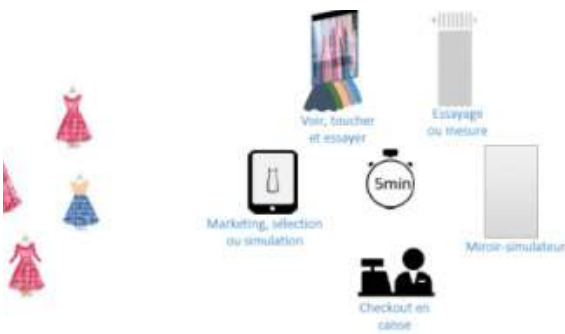 Voir, toucher
et essayer
Essayage
ou mesure
5min
Marketing, sélection
ou simulation
Miroir-simulateur
Checkout en
caisse